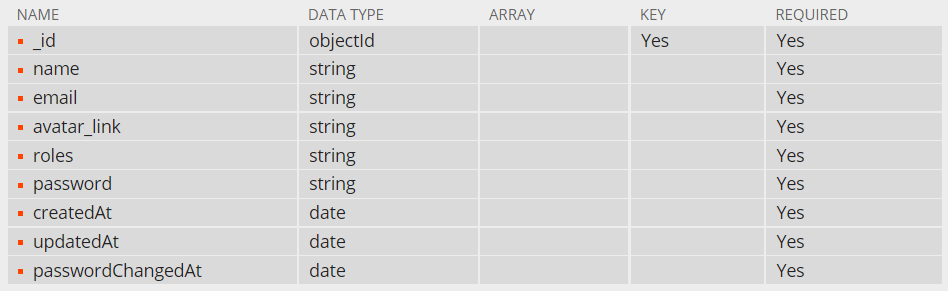 NAME DATA TYPE ARRAY KEY REQUIRED
_id objectId Yes Yes
name string Yes
email string Yes
avatar_link string Yes
roles string Yes
password string Yes
createdAt date Yes
updatedAt date Yes
passwordChangedAt date Yes